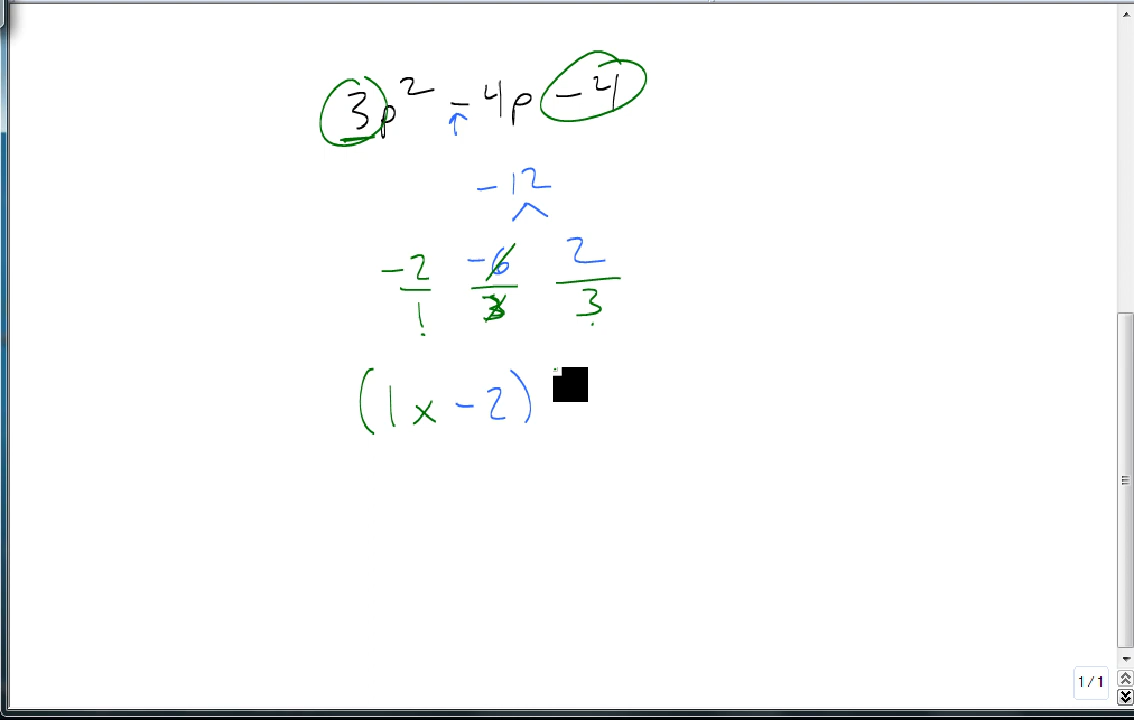 3p² - 4p - 4
-12
-2/1 -6/3 2/3
(1x - 2)
1/1